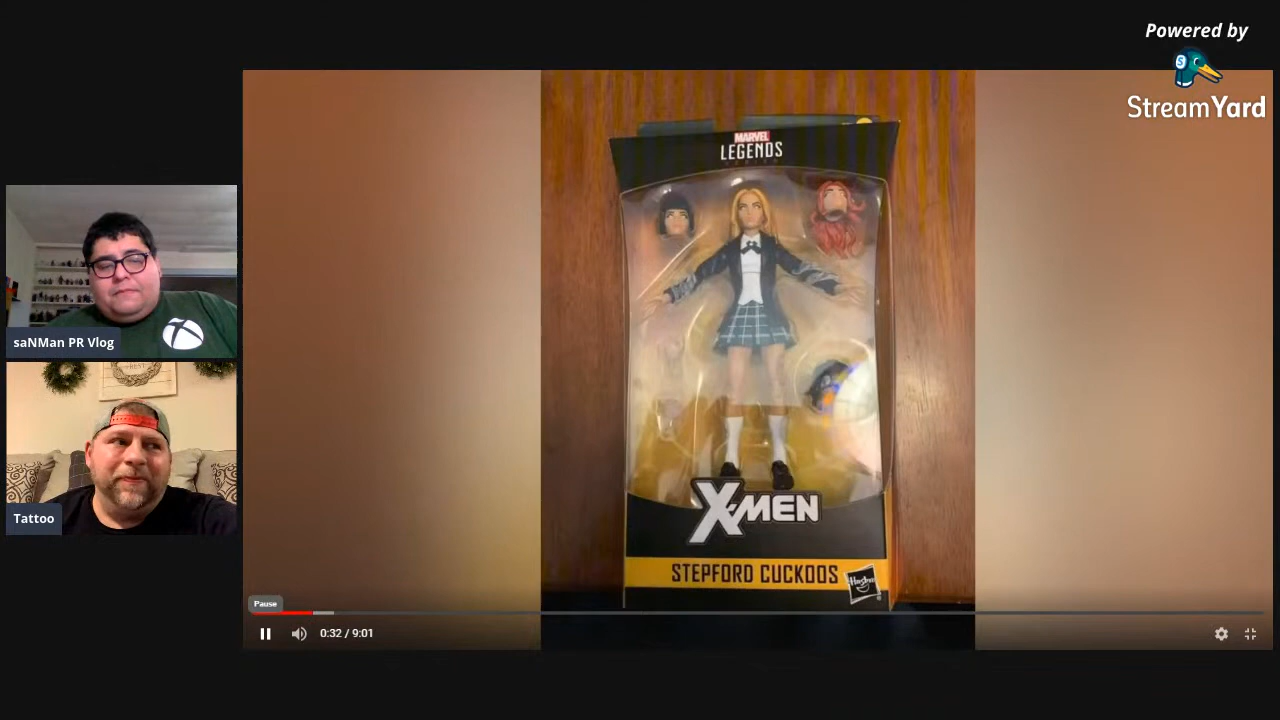 Powered by
StreamYard
MARVEL
LEGENDS
saNMan PR Vlog
Tattoo
X-MEN
STEPFORD CUCKOOS
Hasbro
Pause
0:32 / 9:01